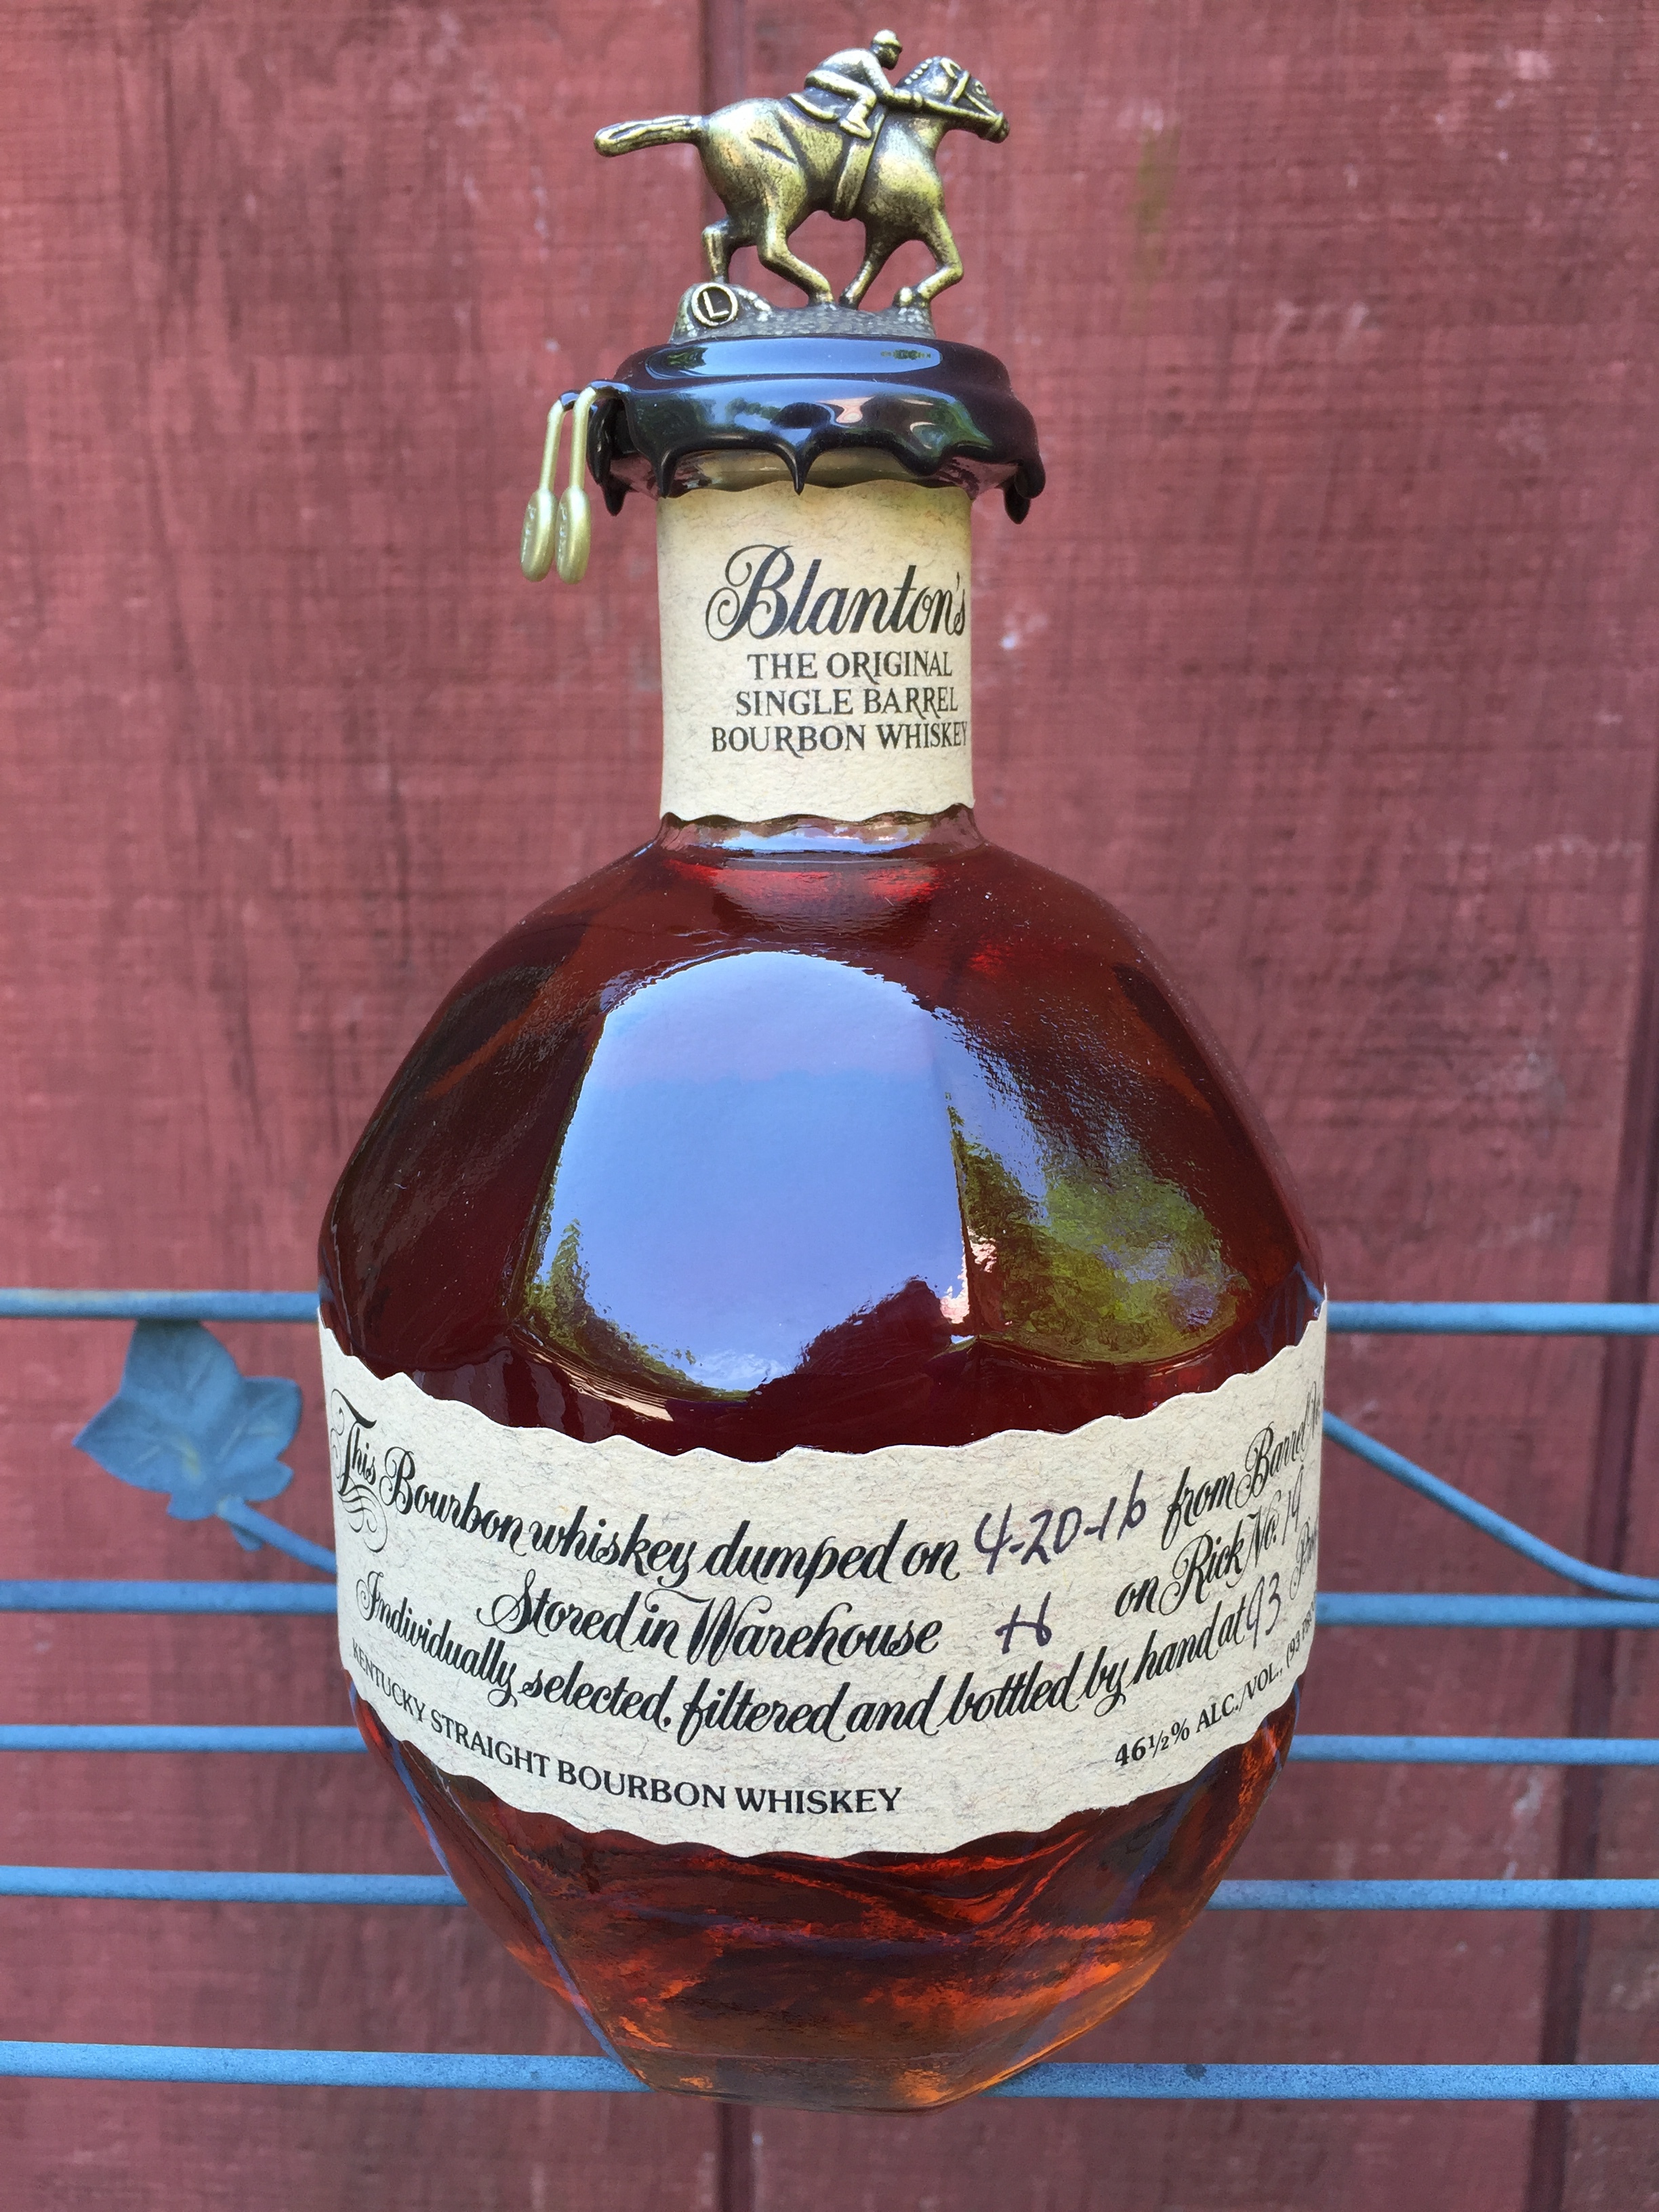 L
Blanton's
THE ORIGINAL
SINGLE BARREL
BOURBON WHISKEY
This Bourbon whiskey dumped on 4-20-16 from Barrel
Stored in Warehouse H on Rick No. 19
Individually selected, filtered and bottled by hand at 93
KENTUCKY STRAIGHT BOURBON WHISKEY 46½% ALC./VOL. (93